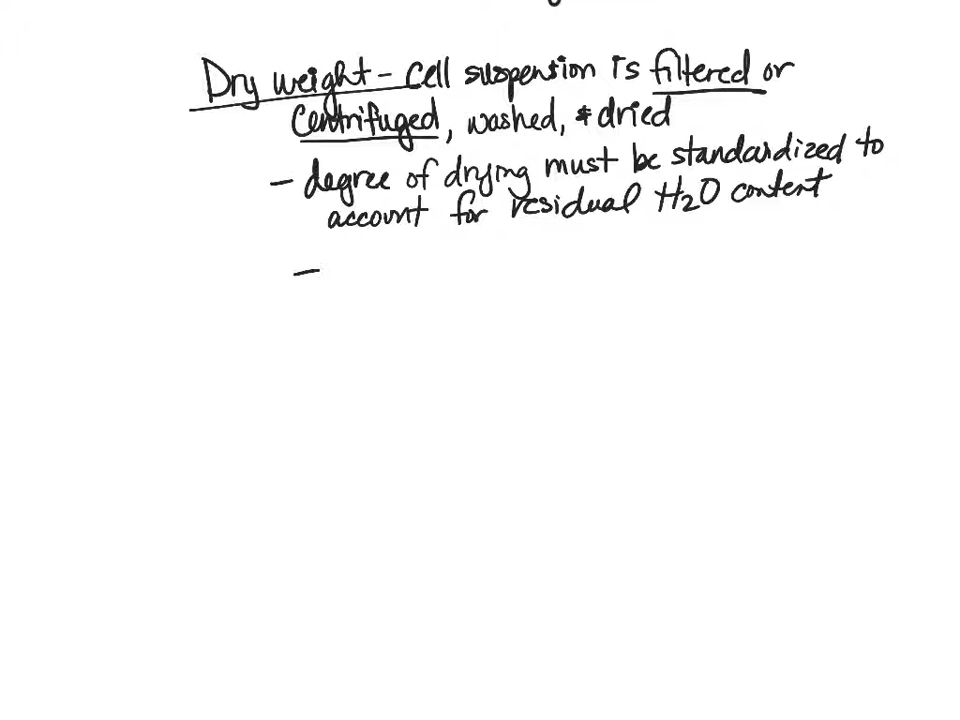 Dry weight - Cell suspension is filtered or
Centrifuged, washed, & dried
- degree of drying must be standardized to
account for residual H2O content
-